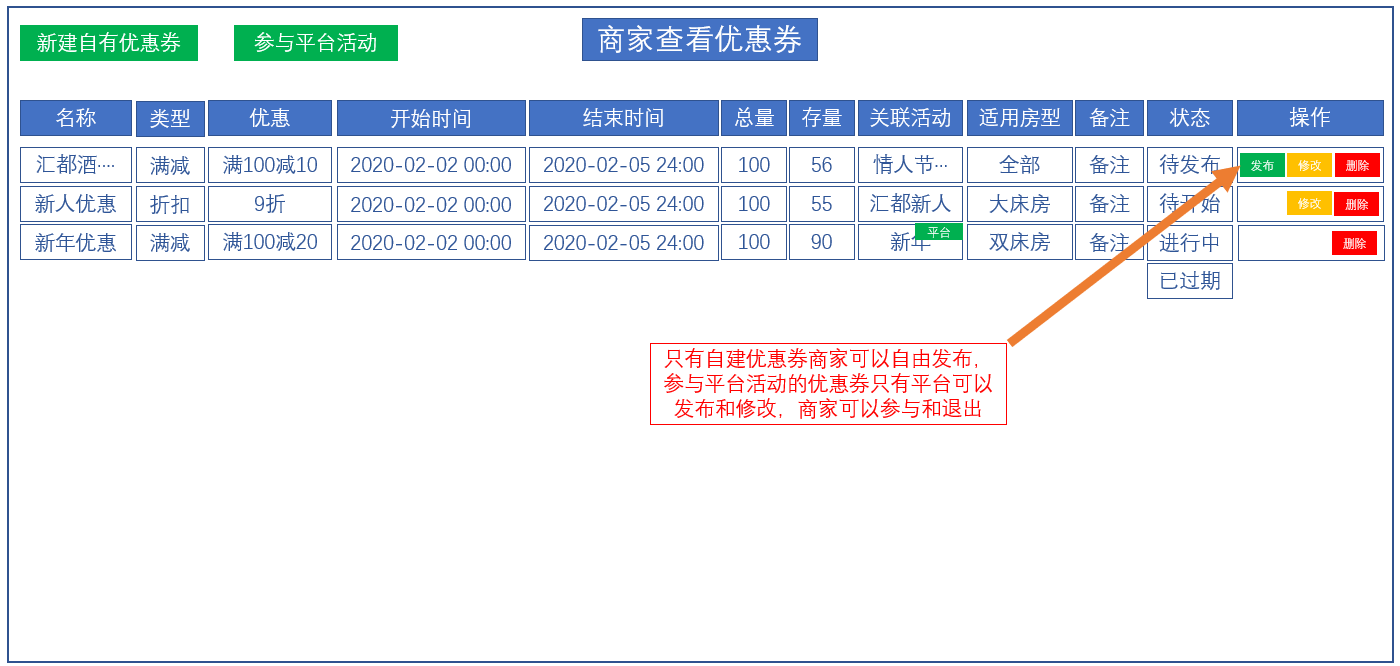 新建自有优惠券
参与平台活动
商家查看优惠券
名称 类型 优惠 开始时间 结束时间 总量 存量 关联活动 适用房型 备注 状态 操作
汇都酒···· 满减 满100减10 2020-02-02 00:00 2020-02-05 24:00 100 56 情人节··· 全部 备注 待发布 发布 修改 删除
新人优惠 折扣 9折 2020-02-02 00:00 2020-02-05 24:00 100 55 汇都新人 大床房 备注 待开始 修改 删除
新年优惠 满减 满100减20 2020-02-02 00:00 2020-02-05 24:00 100 90 新年 平台 双床房 备注 进行中 删除
已过期
只有自建优惠券商家可以自由发布，
参与平台活动的优惠券只有平台可以
发布和修改，商家可以参与和退出